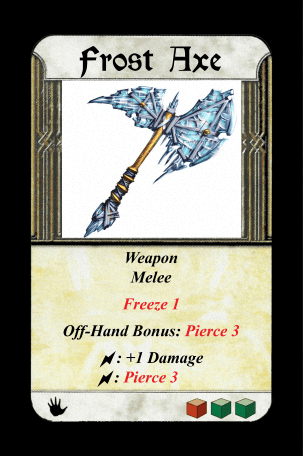 Frost Axe
Weapon
Melee
Freeze 1
Off-Hand Bonus: Pierce 3
: +1 Damage
: Pierce 3